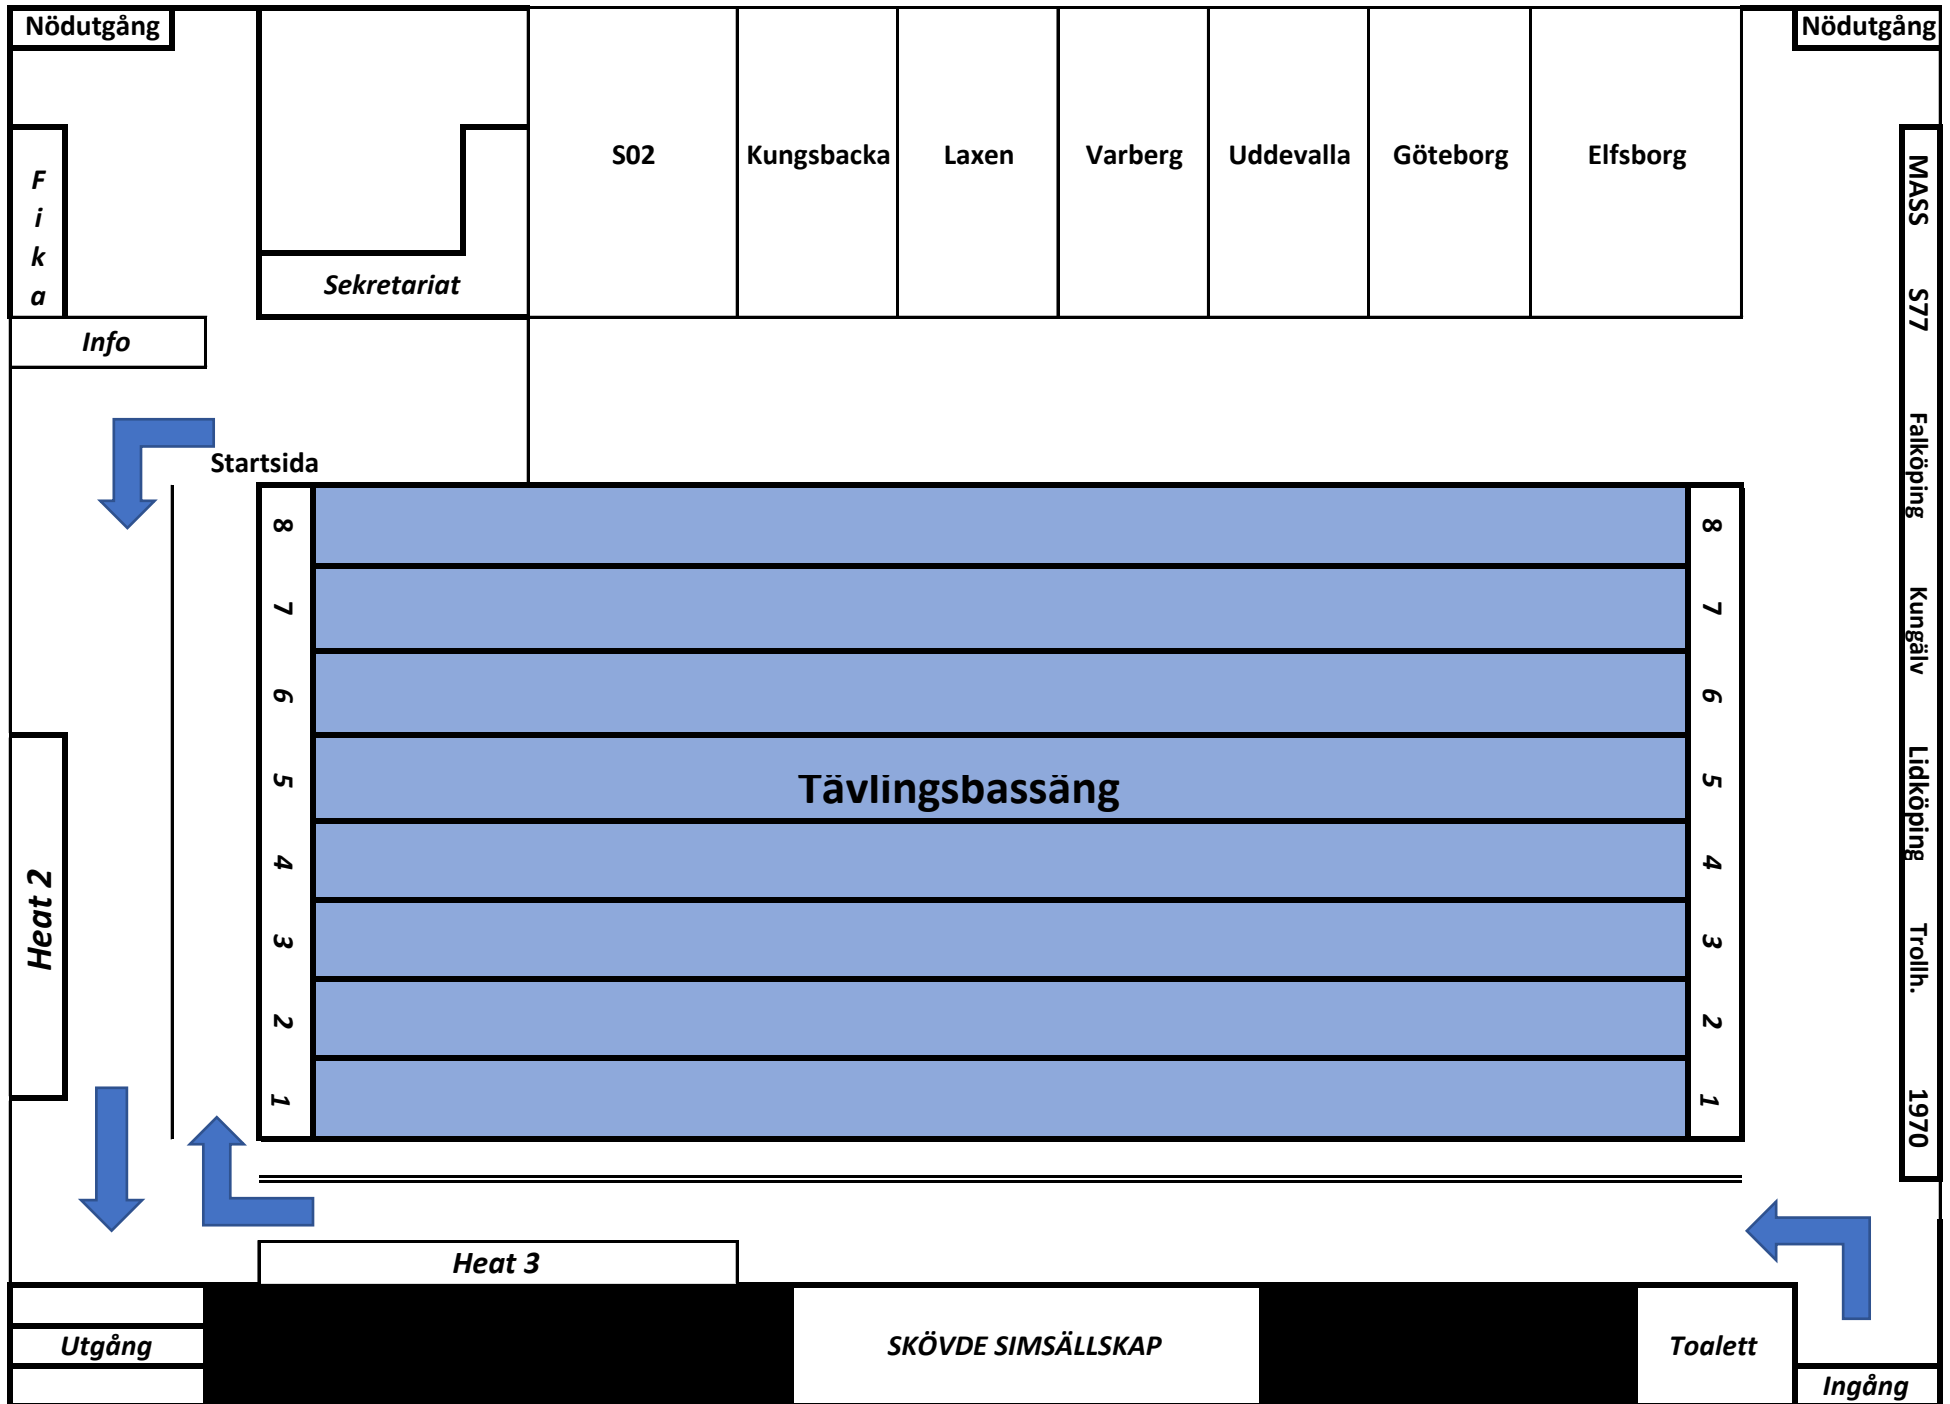 Nödutgång
Nödutgång
S02
Kungsbacka
Laxen
Varberg
Uddevalla
Göteborg
Elfsborg
F
i
k
a
Sekretariat
Info
MASS
S77
Falköping
Kungälv
Lidköping
Trollh.
1970
Startsida
8
7
6
5
4
3
2
1
Tävlingsbassäng
8
7
6
5
4
3
2
1
Heat 2
Heat 3
Utgång
SKÖVDE SIMSÄLLSKAP
Toalett
Ingång